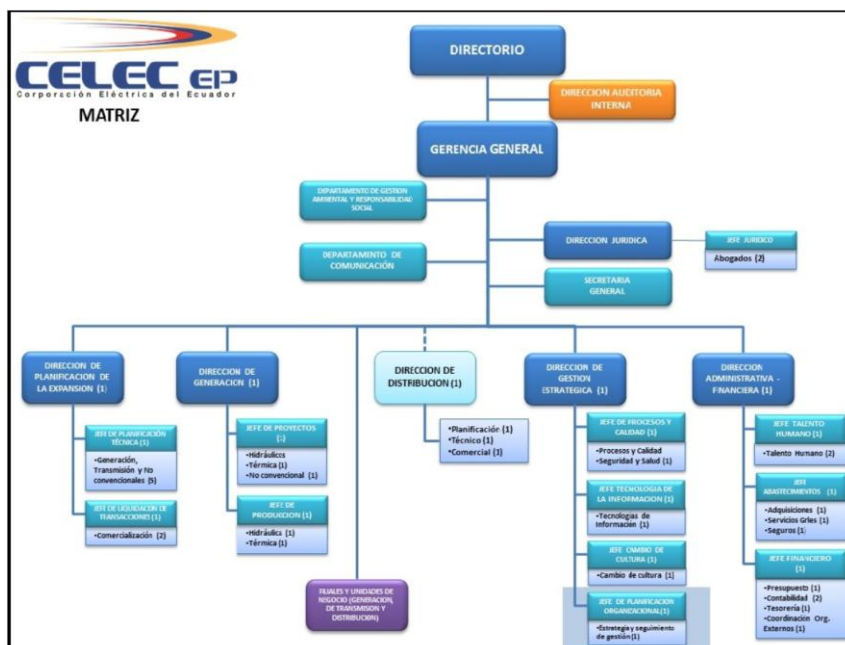 CELEC EP
Corporación Eléctrica del Ecuador
MATRIZ
DIRECTORIO
DIRECCION AUDITORIA
INTERNA
GERENCIA GENERAL
DEPARTAMENTO DE GESTION
AMBIENTAL Y RESPONSABILIDAD
SOCIAL
DIRECCION JURIDICA
JEFE JURIDICO
Abogados (2)
DEPARTAMENTO DE
COMUNICACIÓN
SECRETARIA
GENERAL
DIRECCION DE
PLANIFICACION DE
LA EXPANSION (1)
JEFE DE PLANIFICACIÓN
TÉCNICA (1)
•Generación,
Transmisión y No
convencionales (5)
JEFE DE LIQUIDACION DE
TRANSACCIONES (1)
•Comercialización (2)
DIRECCION DE
GENERACION (1)
JEFE DE PROYECTOS (1)
•Hidráulicos
•Térmica (1)
•No convencional (1)
JEFE DE
PRODUCCION (1)
•Hidráulica (1)
•Térmica (1)
FILIALES Y UNIDADES DE
NEGOCIO (GENERACION,
DE TRANSMISION Y
DISTRIBUCION)
DIRECCION DE
DISTRIBUCION (1)
•Planificación (1)
•Técnico (1)
•Comercial (1)
DIRECCION DE
GESTION
ESTRATEGICA (1)
JEFE DE PROCESOS Y
CALIDAD (1)
•Procesos y Calidad
•Seguridad y Salud (1)
JEFE TECNOLOGIA DE
LA INFORMACION (1)
•Tecnologías de
Información (1)
JEFE CAMBIO DE
CULTURA (1)
•Cambio de cultura (1)
JEFE DE PLANIFICACION
ORGANIZACIONAL (1)
•Estrategia y seguimiento
de gestión (1)
DIRECCION
ADMINISTRATIVA -
FINANCIERA (1)
JEFE TALENTO
HUMANO (1)
•Talento Humano (2)
JEFE
ABASTECIMIENTOS (1)
•Adquisiciones (1)
•Servicios Grles (1)
•Seguros (1)
JEFE FINANCIERO
(1)
•Presupuesto (1)
•Contabilidad (2)
•Tesorería (1)
•Coordinación Org.
Externos (1)